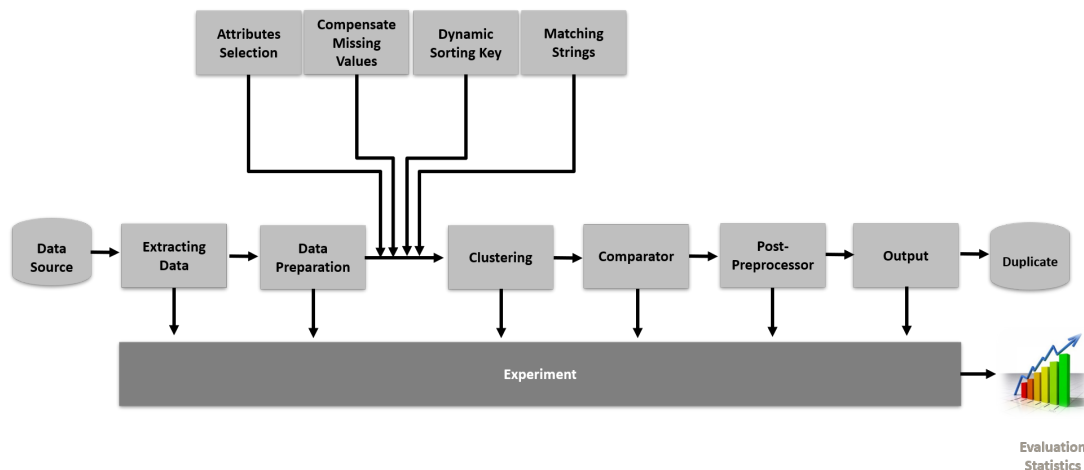 Attributes
Selection
Compensate
Missing
Values
Dynamic
Sorting Key
Matching
Strings
Data
Source
Extracting
Data
Data
Preparation
Clustering
Comparator
Post-
Preprocessor
Output
Duplicate
Experiment
Evaluation
Statistics